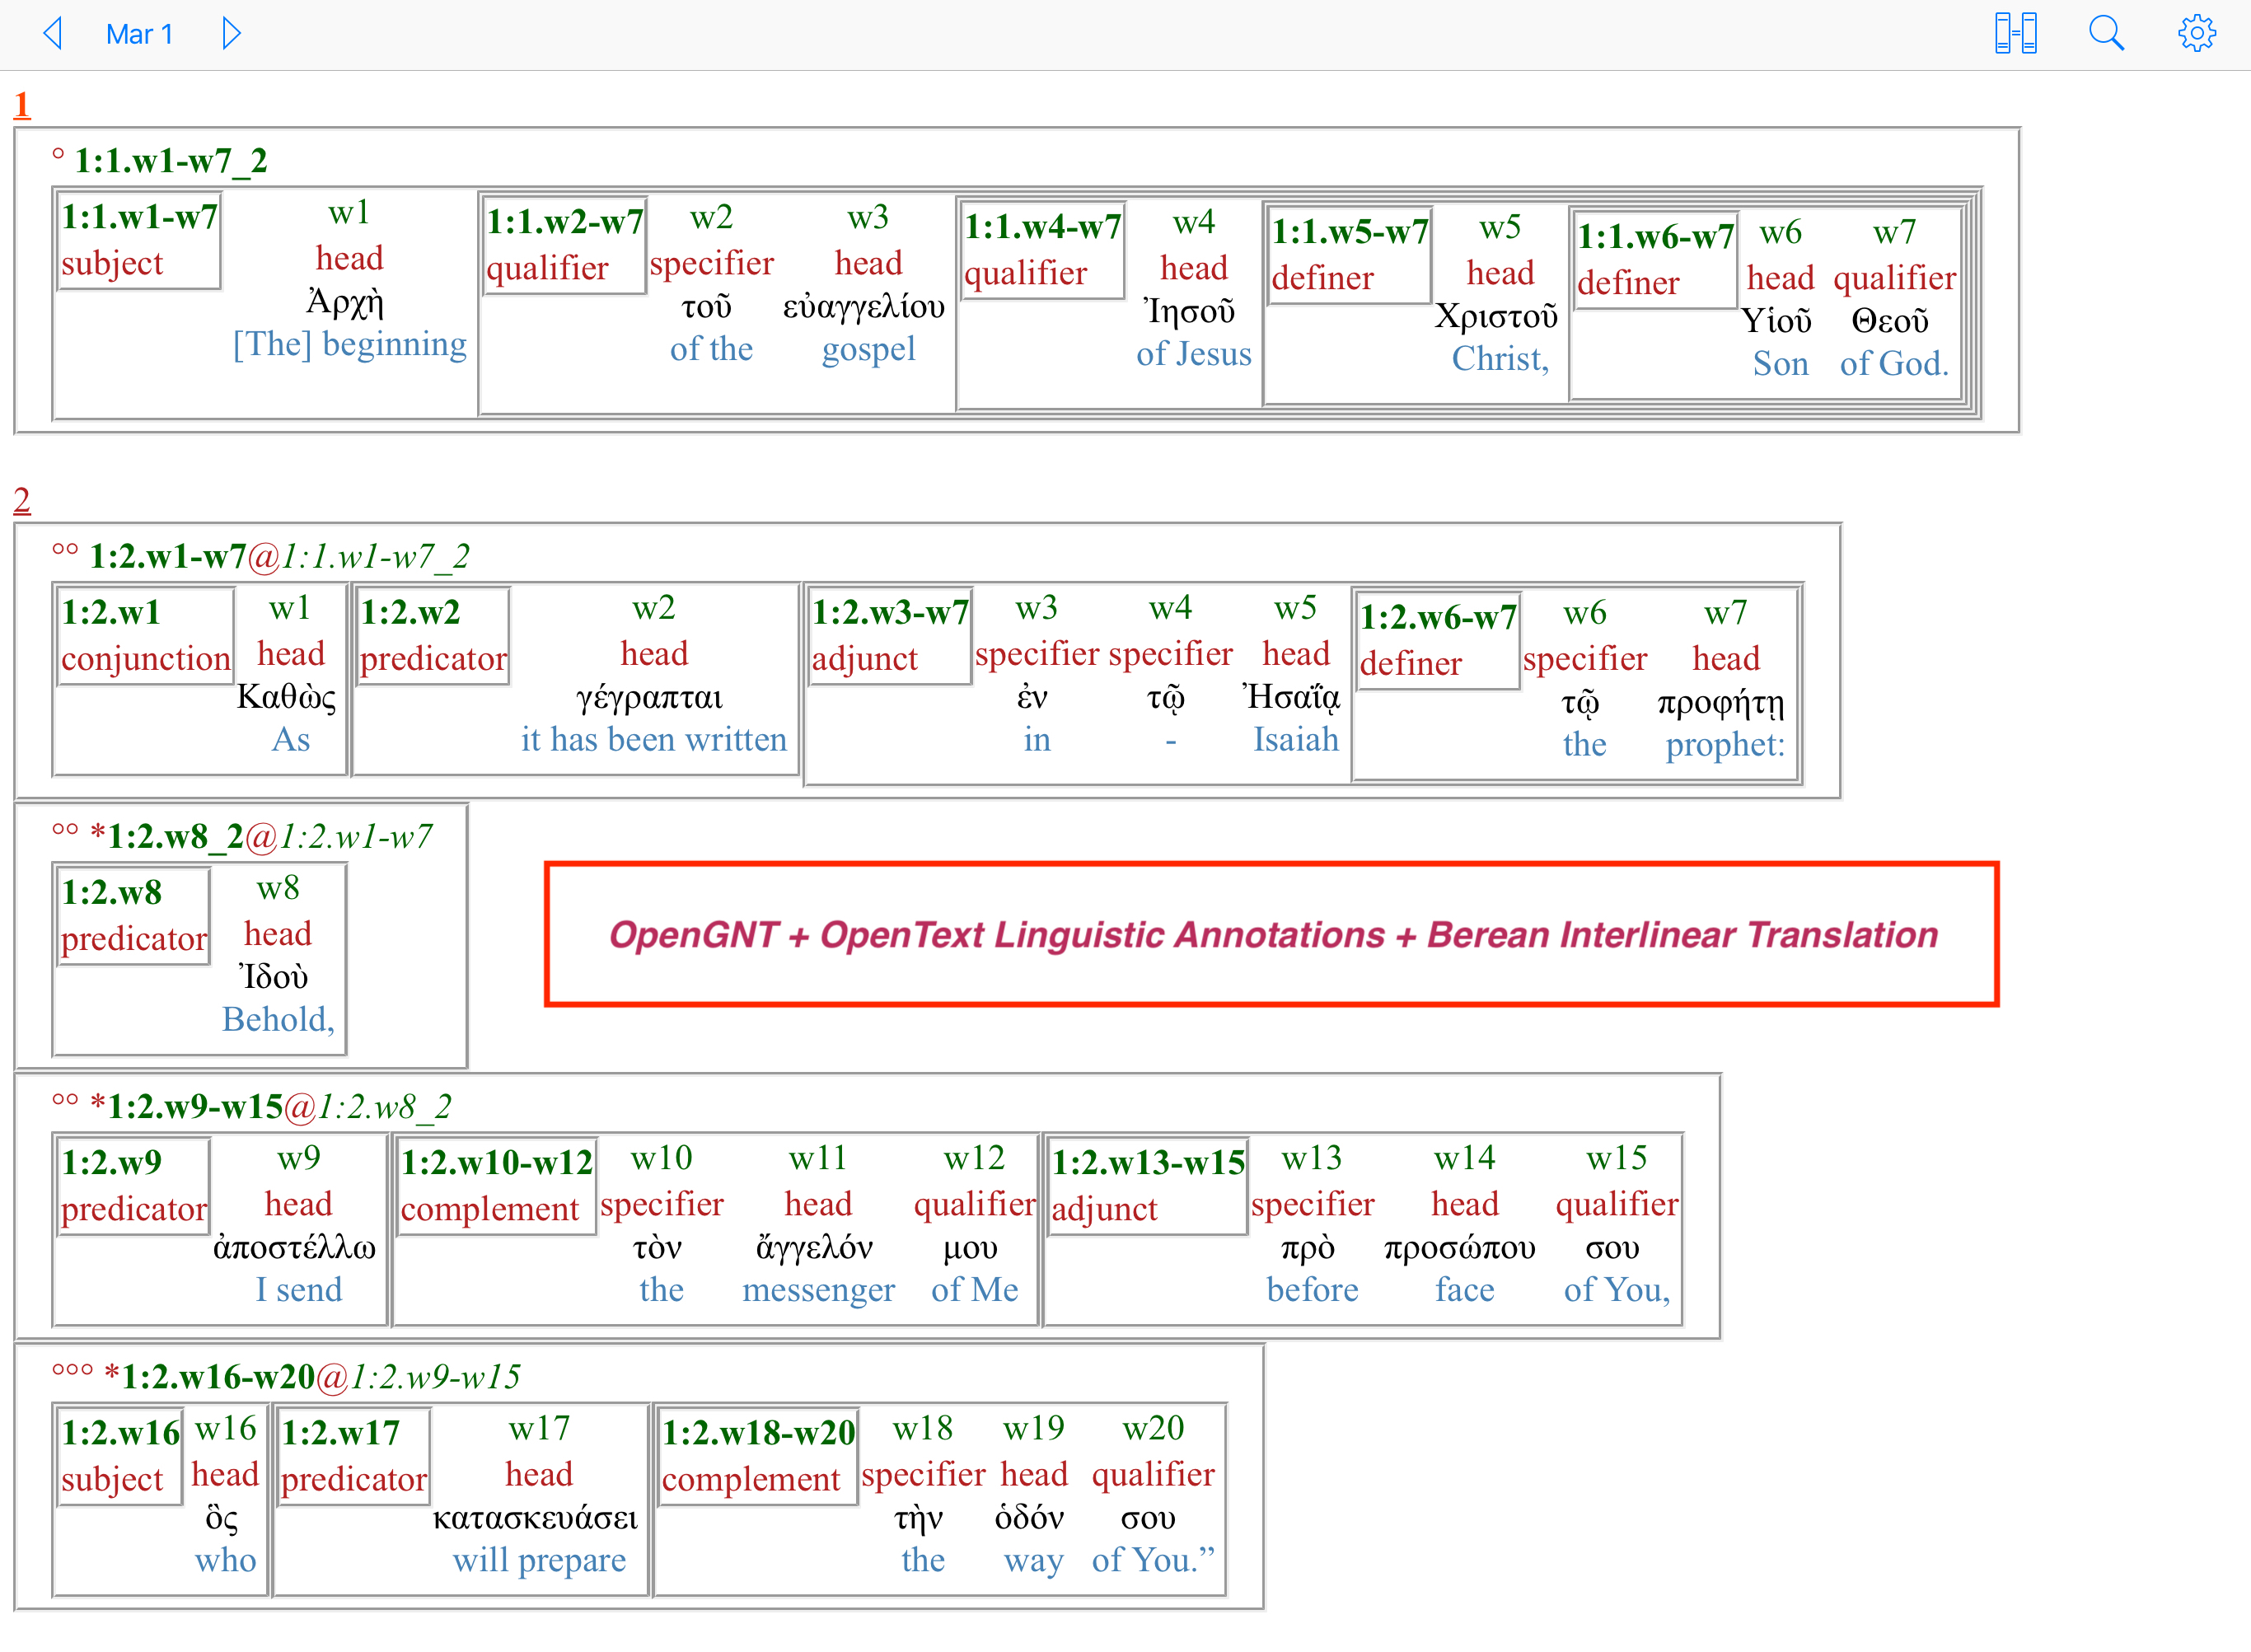 Mar 1
1
° 1:1.w1-w7_2
1:1.w1-w7 w1 1:1.w2-w7 w2 w3 1:1.w4-w7 w4 1:1.w5-w7 w5 1:1.w6-w7 w6 w7
subject head qualifier specifier head qualifier head definer head definer head qualifier
Ἀρχὴ τοῦ εὐαγγελίου Ἰησοῦ Χριστοῦ Υἱοῦ Θεοῦ
[The] beginning of the gospel of Jesus Christ, Son of God.
2
°° 1:2.w1-w7@1:1.w1-w7_2
1:2.w1 w1 1:2.w2 w2 1:2.w3-w7 w3 w4 w5 1:2.w6-w7 w6 w7
conjunction head predicator head adjunct specifier specifier head definer specifier head
Καθὼς γέγραπται ἐν τῷ Ἠσαΐᾳ τῷ προφήτῃ
As it has been written in - Isaiah the prophet:
°° *1:2.w8_2@1:2.w1-w7
1:2.w8 w8
predicator head
Ἰδοὺ
Behold,
OpenGNT + OpenText Linguistic Annotations + Berean Interlinear Translation
°° *1:2.w9-w15@1:2.w8_2
1:2.w9 w9 1:2.w10-w12 w10 w11 w12 1:2.w13-w15 w13 w14 w15
predicator head complement specifier head qualifier adjunct specifier head qualifier
ἀποστέλλω τὸν ἄγγελόν μου πρὸ προσώπου σου
I send the messenger of Me before face of You,
°°° *1:2.w16-w20@1:2.w9-w15
1:2.w16 w16 1:2.w17 w17 1:2.w18-w20 w18 w19 w20
subject head predicator head complement specifier head qualifier
ὃς κατασκευάσει τὴν ὁδόν σου
who will prepare the way of You.”